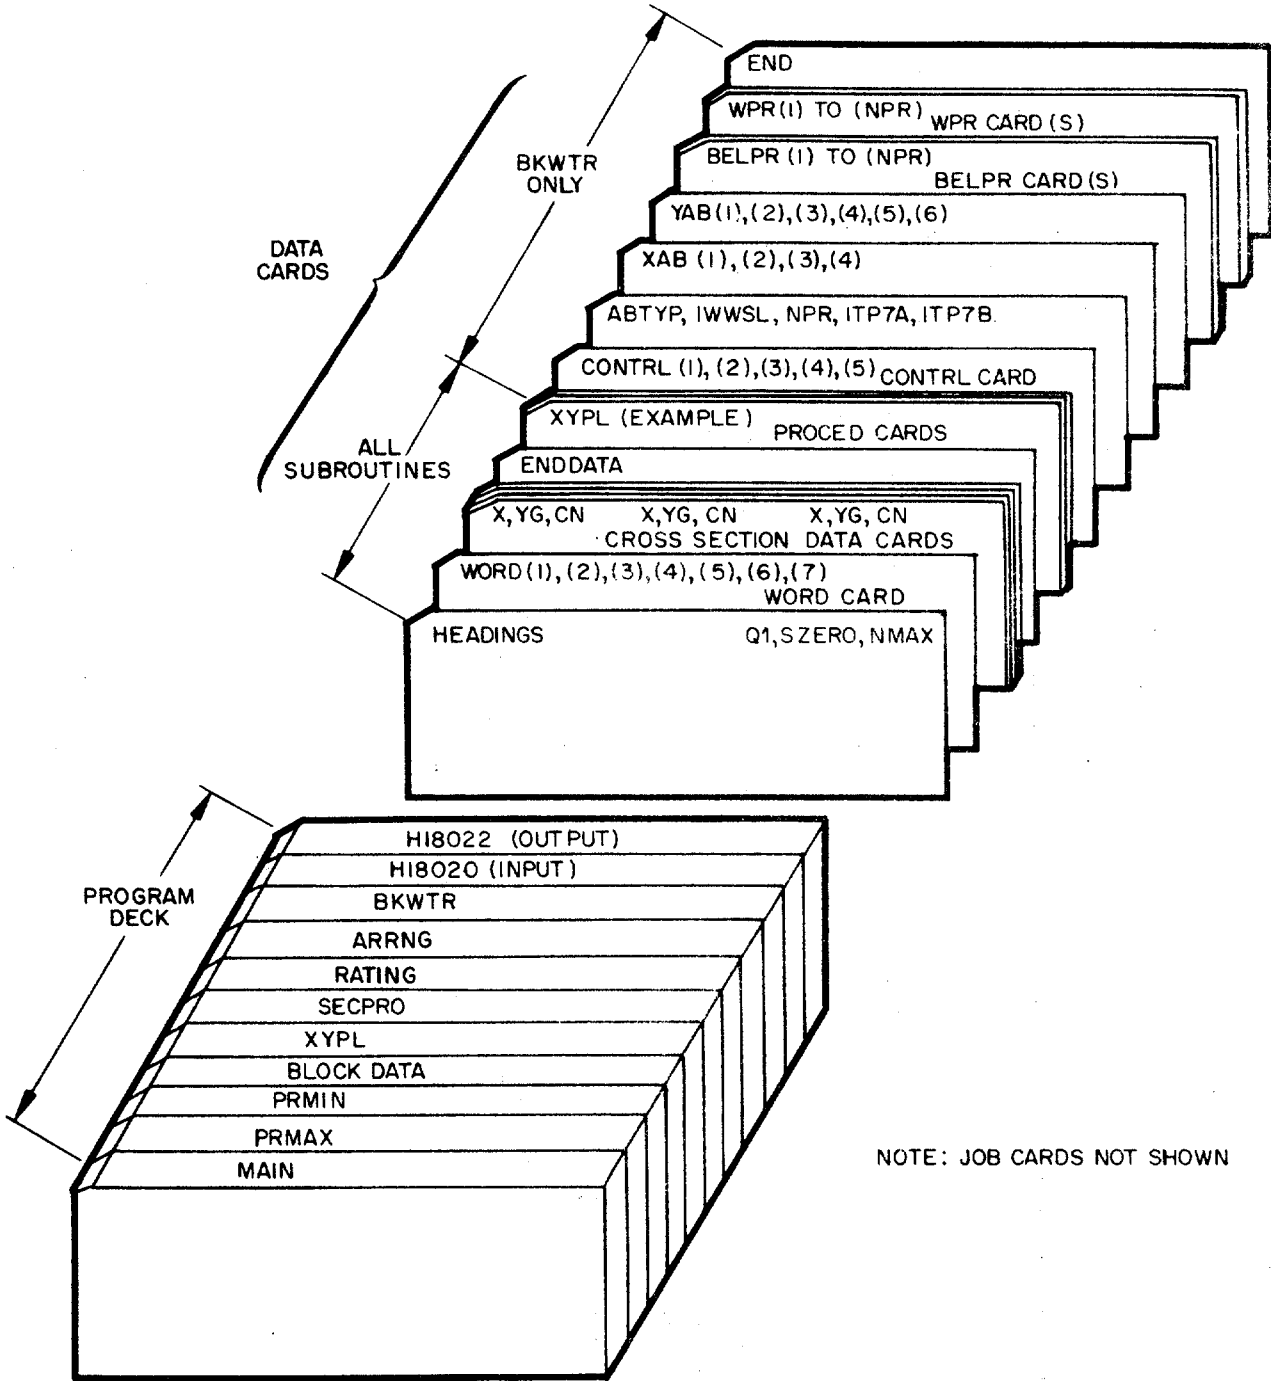 END
WPR(1) TO (NPR) WPR CARD(S)
BELPR (1) TO (NPR)
BELPR CARD(S)
BKWTR
ONLY
YAB(1),(2),(3),(4),(5),(6)
DATA
CARDS
XAB (1),(2),(3),(4)
ABTYP, IWWSL, NPR, ITP7A, ITP7B
CONTRL (1),(2),(3),(4),(5) CONTRL CARD
XYPL (EXAMPLE) PROCED CARDS
ALL
SUBROUTINES
ENDDATA
X,YG,CN X,YG,CN X,YG,CN
CROSS SECTION DATA CARDS
WORD(1),(2),(3),(4),(5),(6),(7)
WORD CARD
HEADINGS Q1,SZERO,NMAX
HI8022 (OUTPUT)
HI8020 (INPUT)
PROGRAM
DECK
BKWTR
ARRNG
RATING
SECPRO
XYPL
BLOCK DATA
PRMIN
PRMAX
MAIN
NOTE: JOB CARDS NOT SHOWN